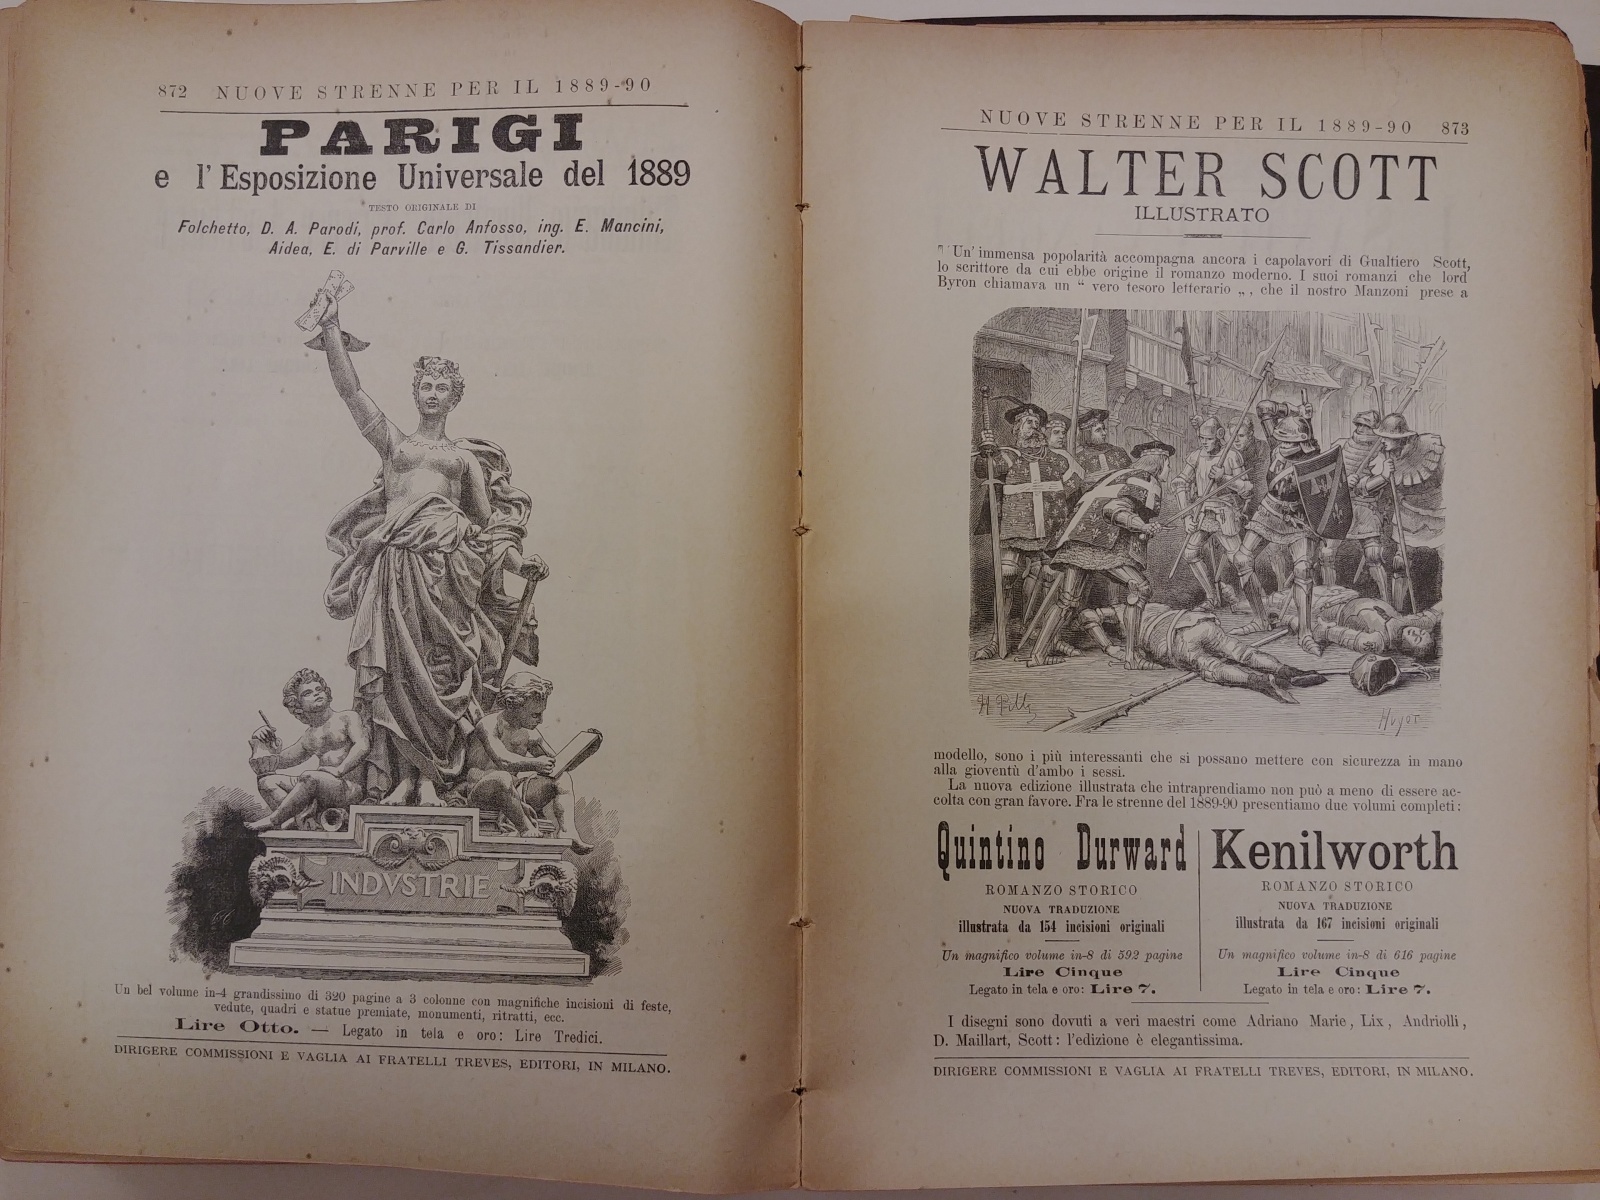 872 NUOVE STRENNE PER IL 1889-90
PARIGI
e l'Esposizione Universale del 1889
TESTO ORIGINALE DI
Folchetto, D. A. Parodi, prof. Carlo Anfosso, ing. E. Mancini,
Aidea, E. di Parville e G. Tissandier.
INDVSTRIE
Un bel volume in-4 grandissimo di 320 pagine a 3 colonne con magnifiche incisioni di feste,
vedute, quadri e statue premiate, monumenti, ritratti, ecc.
Lire Otto. — Legato in tela e oro: Lire Tredici.
DIRIGERE COMMISSIONI E VAGLIA AI FRATELLI TREVES, EDITORI, IN MILANO.
NUOVE STRENNE PER IL 1889-90 873
WALTER SCOTT
ILLUSTRATO
Un' immensa popolarità accompagna ancora i capolavori di Gualtiero Scott,
lo scrittore da cui ebbe origine il romanzo moderno. I suoi romanzi che lord
Byron chiamava un “ vero tesoro letterario „, che il nostro Manzoni prese a
Huyot
modello, sono i più interessanti che si possano mettere con sicurezza in mano
alla gioventù d'ambo i sessi.
La nuova edizione illustrata che intraprendiamo non può a meno di essere ac-
colta con gran favore. Fra le strenne del 1889-90 presentiamo due volumi completi:
Quintino Durward
ROMANZO STORICO
NUOVA TRADUZIONE
illustrata da 154 incisioni originali
Un magnifico volume in-8 di 592 pagine
Lire Cinque
Legato in tela e oro: Lire 7.
Kenilworth
ROMANZO STORICO
NUOVA TRADUZIONE
illustrata da 167 incisioni originali
Un magnifico volume in-8 di 616 pagine
Lire Cinque
Legato in tela e oro: Lire 7.
I disegni sono dovuti a veri maestri come Adriano Marie, Lix, Andriolli,
D. Maillart, Scott: l'edizione è elegantissima.
DIRIGERE COMMISSIONI E VAGLIA AI FRATELLI TREVES, EDITORI, IN MILANO.